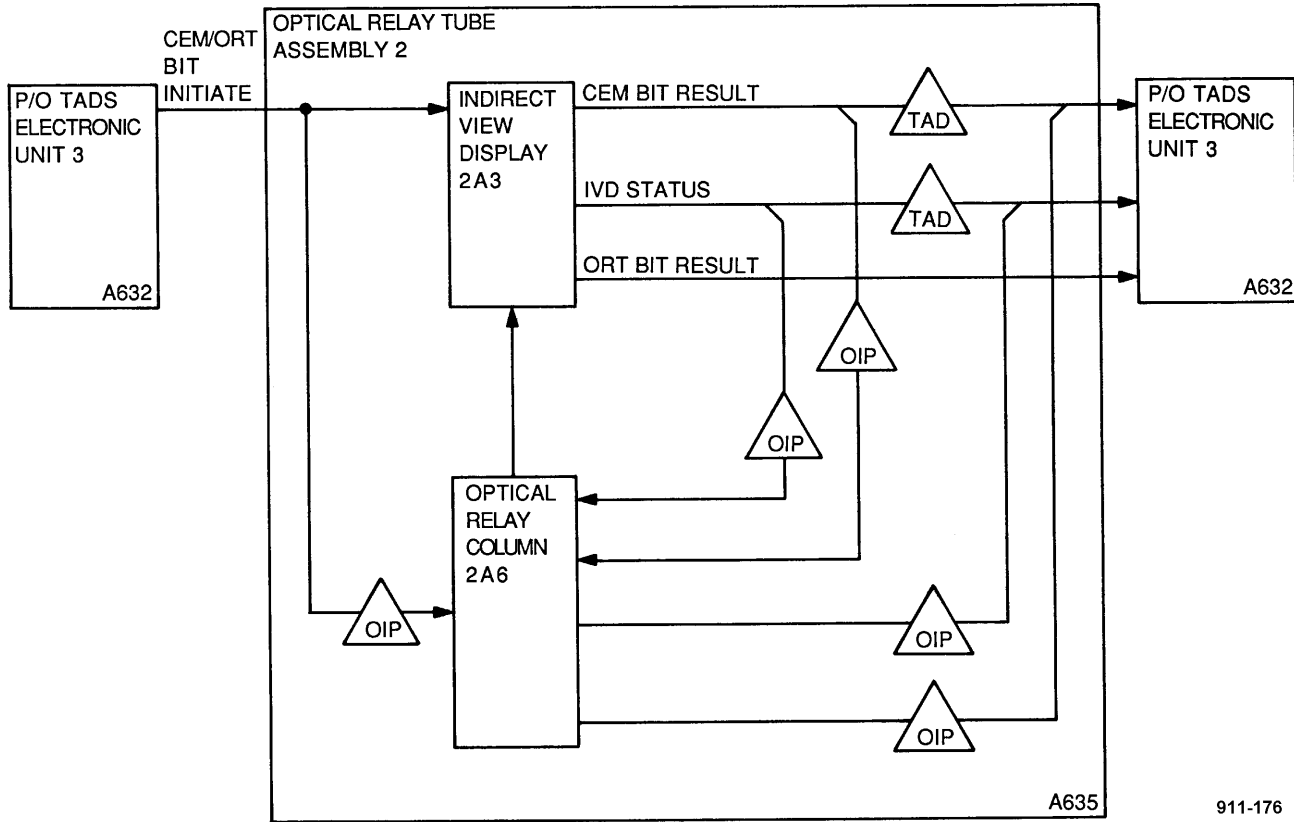 OPTICAL RELAY TUBE
ASSEMBLY 2
CEM/ORT
BIT
INITIATE
P/O TADS
ELECTRONIC
UNIT 3
A632
INDIRECT
VIEW
DISPLAY
2A3
CEM BIT RESULT
TAD
IVD STATUS
TAD
ORT BIT RESULT
P/O TADS
ELECTRONIC
UNIT 3
A632
OIP
OIP
OPTICAL
RELAY
COLUMN
2A6
OIP
OIP
OIP
A635
911-176